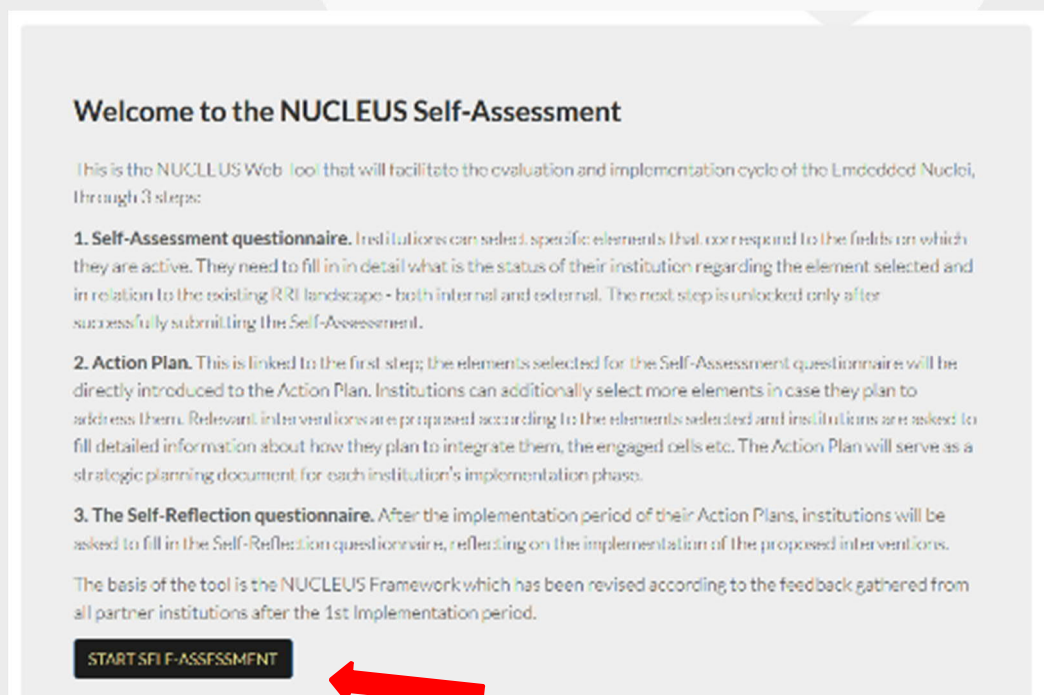 Welcome to the NUCLEUS Self-Assessment
This is the NUCLEUS Web Tool that will facilitate the evaluation and implementation cycle of the Emdedded Nuclei,
through 3 steps:
1. Self-Assessment questionnaire. Institutions can select specific elements that correspond to the fields on which
they are active. They need to fill in in detail what is the status of their institution regarding the element selected and
in relation to the existing RRI landscape - both internal and external. The next step is unlocked only after
successfully submitting the Self-Assessment.
2. Action Plan. This is linked to the first step; the elements selected for the Self-Assessment questionnaire will be
directly introduced to the Action Plan. Institutions can additionally select more elements in case they plan to
address them. Relevant interventions are proposed according to the elements selected and institutions are asked to
fill detailed information about how they plan to integrate them, the engaged cells etc. The Action Plan will serve as a
strategic planning document for each institution's implementation phase.
3. The Self-Reflection questionnaire. After the implementation period of their Action Plans, institutions will be
asked to fill in the Self-Reflection questionnaire, reflecting on the implementation of the proposed interventions.
The basis of the tool is the NUCLEUS Framework which has been revised according to the feedback gathered from
all partner institutions after the 1st Implementation period.
START SELF-ASSESSMENT